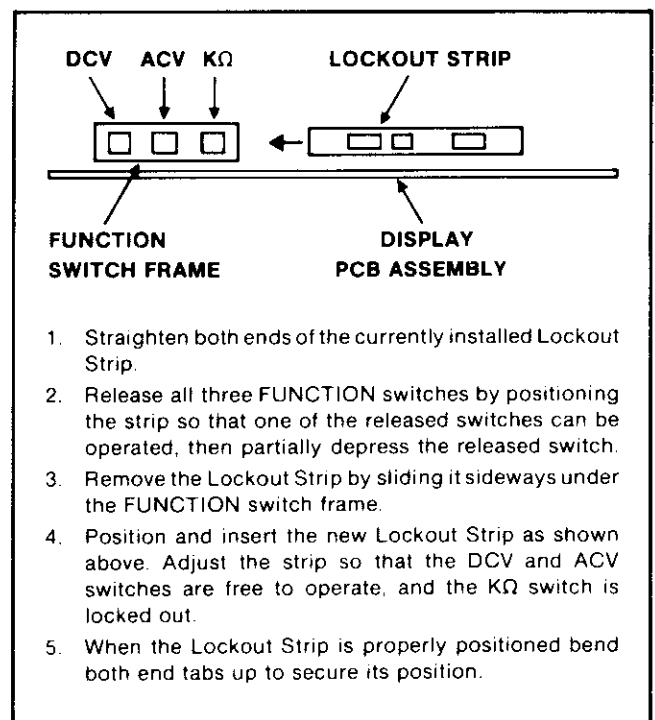 DCV ACV KΩ LOCKOUT STRIP
FUNCTION
SWITCH FRAME
DISPLAY
PCB ASSEMBLY
1. Straighten both ends of the currently installed Lockout
Strip.
2. Release all three FUNCTION switches by positioning
the strip so that one of the released switches can be
operated, then partially depress the released switch.
3. Remove the Lockout Strip by sliding it sideways under
the FUNCTION switch frame.
4. Position and insert the new Lockout Strip as shown
above. Adjust the strip so that the DCV and ACV
switches are free to operate, and the KΩ switch is
locked out.
5. When the Lockout Strip is properly positioned bend
both end tabs up to secure its position.